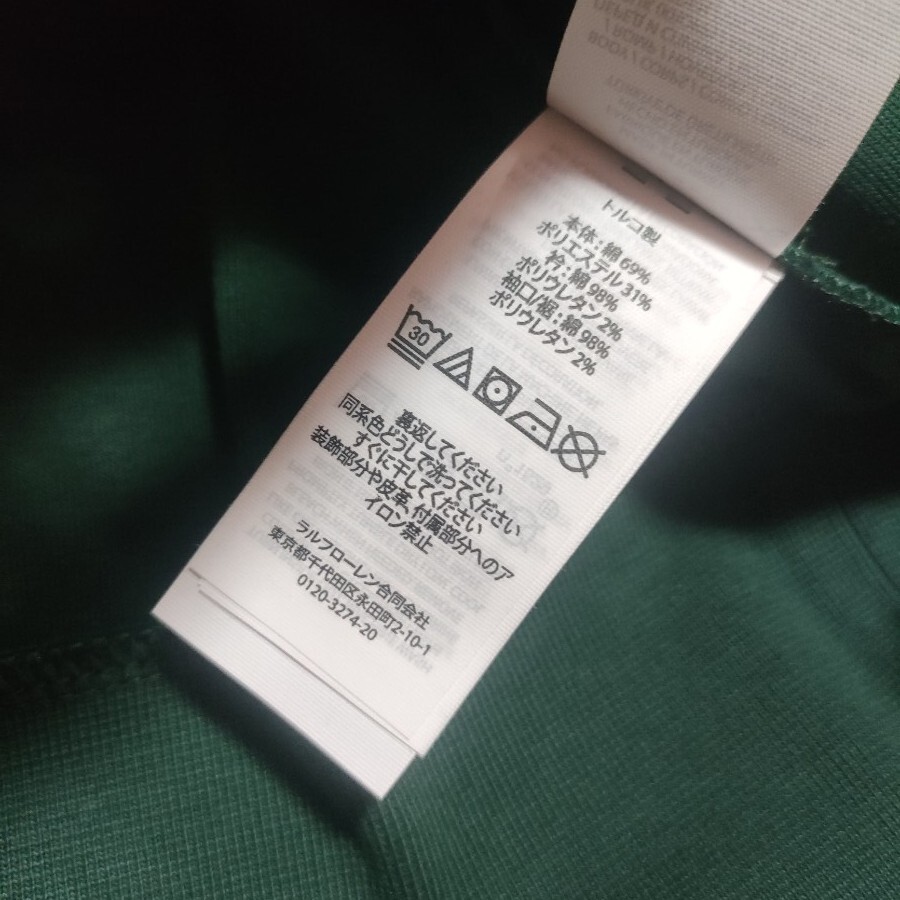 トルコ製
本体 : 綿 69%
ポリエステル 31%
衿 : 綿 98%
ポリウレタン 2%
袖口/裾 : 綿 98%
ポリウレタン 2%
30
裏返してください
同系色どうしで洗ってください
すぐに干してください
装飾部分や皮革、付属部分へのア
イロン禁止
ラルフローレン合同会社
東京都千代田区永田町2-10-1
0120-3274-20